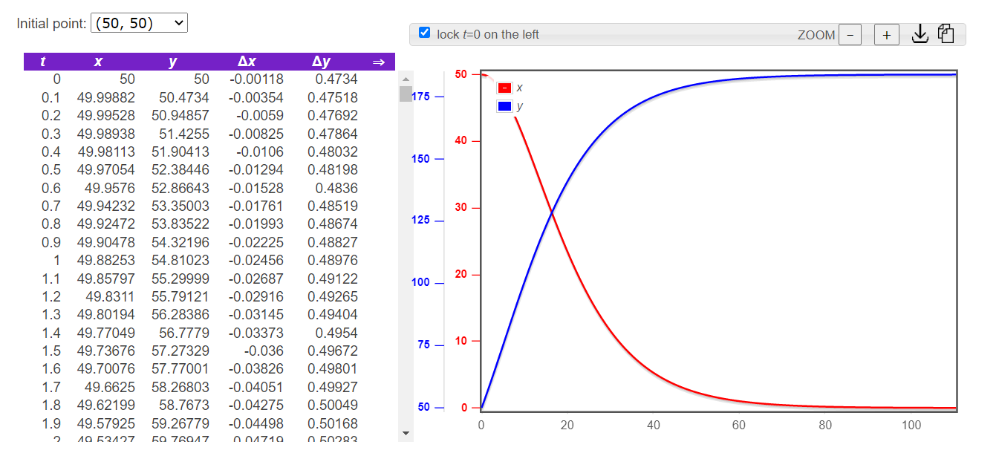 Initial point: (50, 50)
lock t=0 on the left ZOOM − +
t x y Δx Δy ⇒
0 50 50 -0.00118 0.4734
0.1 49.99882 50.4734 -0.00354 0.47518
0.2 49.99528 50.94857 -0.0059 0.47692
0.3 49.98938 51.4255 -0.00825 0.47864
0.4 49.98113 51.90413 -0.0106 0.48032
0.5 49.97054 52.38446 -0.01294 0.48198
0.6 49.9576 52.86643 -0.01528 0.4836
0.7 49.94232 53.35003 -0.01761 0.48519
0.8 49.92472 53.83522 -0.01993 0.48674
0.9 49.90478 54.32196 -0.02225 0.48827
1 49.88253 54.81023 -0.02456 0.48976
1.1 49.85797 55.29999 -0.02687 0.49122
1.2 49.8311 55.79121 -0.02916 0.49265
1.3 49.80194 56.28386 -0.03145 0.49404
1.4 49.77049 56.7779 -0.03373 0.4954
1.5 49.73676 57.27329 -0.036 0.49672
1.6 49.70076 57.77001 -0.03826 0.49801
1.7 49.6625 58.26803 -0.04051 0.49927
1.8 49.62199 58.7673 -0.04275 0.50049
1.9 49.57925 59.26779 -0.04498 0.50168
2 49.53427 59.76947 -0.04719 0.50283
175
150
125
100
75
50
50
40
30
20
10
0
x
y
0 20 40 60 80 100